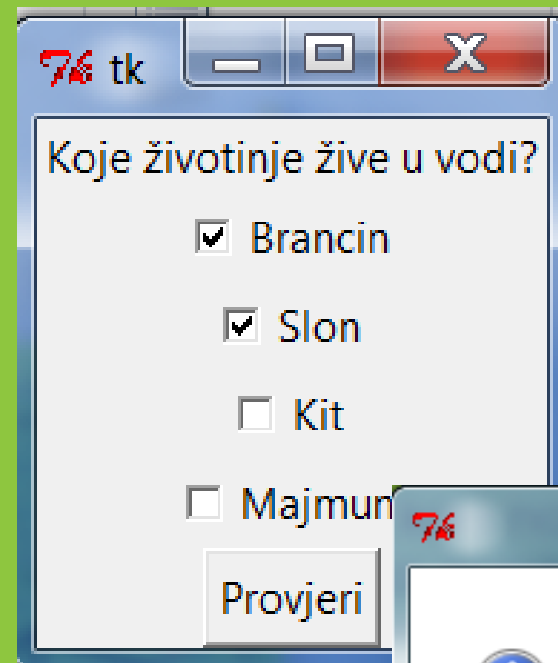 tk
Koje životinje žive u vodi?
Brancin
Slon
Kit
Majmun
Provjeri